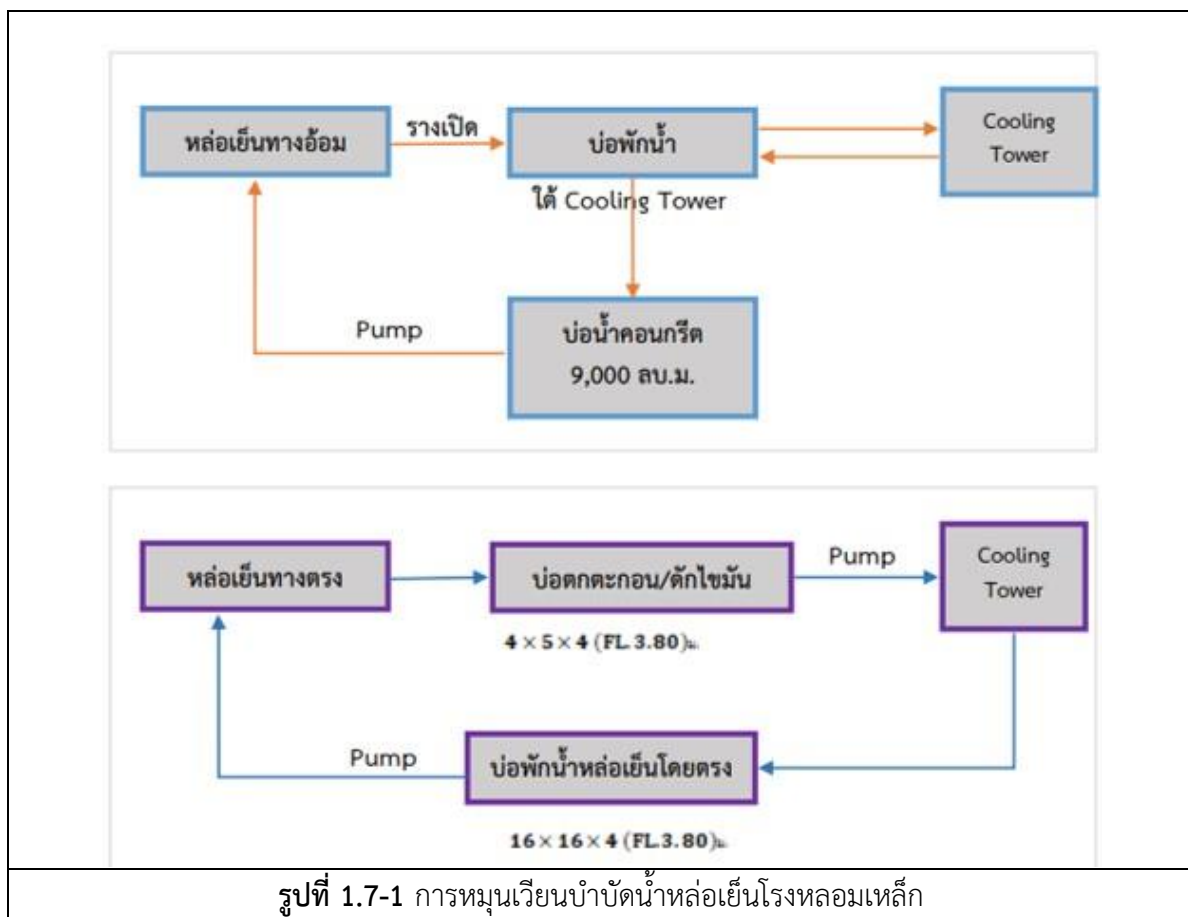 หล่อเย็นทางอ้อม
รางเปิด
บ่อพักน้ำ
ใต้ Cooling Tower
Cooling
Tower
Pump
บ่อน้ำคอนกรีต
9,000 ลบ.ม.
หล่อเย็นทางตรง
บ่อตกตะกอน/ดักไขมัน
4 × 5 × 4 (FL.3.80)ม.
Pump
Cooling
Tower
Pump
บ่อพักน้ำหล่อเย็นโดยตรง
16 × 16 × 4 (FL.3.80)ม.
รูปที่ 1.7-1 การหมุนเวียนบำบัดน้ำหล่อเย็นโรงหลอมเหล็ก